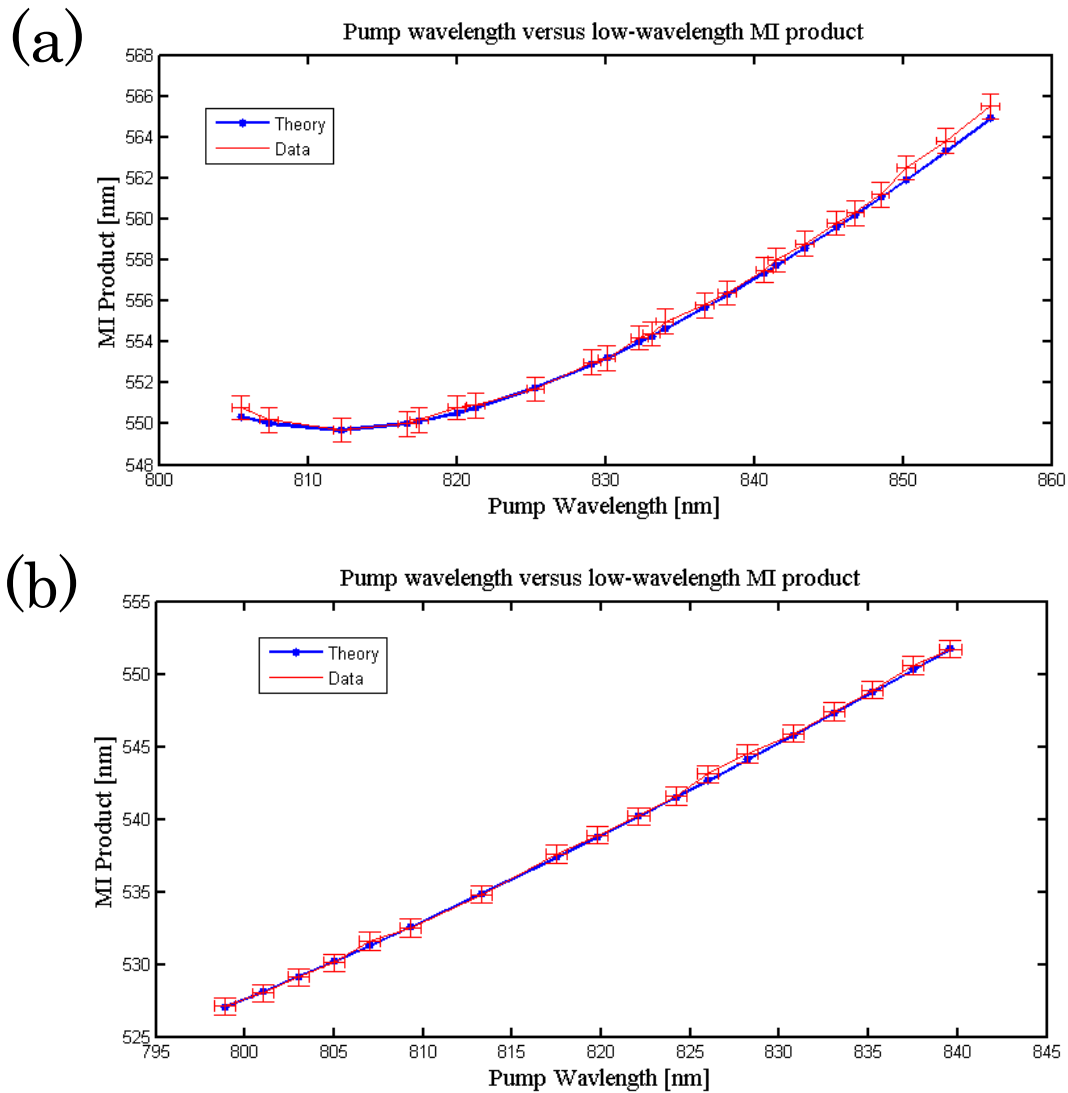 (a)
Pump wavelength versus low-wavelength MI product
568
566
564
562
560
558
556
554
552
550
548
MI Product [nm]
Theory
Data
800 810 820 830 840 850 860
Pump Wavelength [nm]
(b)
Pump wavelength versus low-wavelength MI product
555
550
545
540
535
530
525
MI Product [nm]
Theory
Data
795 800 805 810 815 820 825 830 835 840 845
Pump Wavlength [nm]